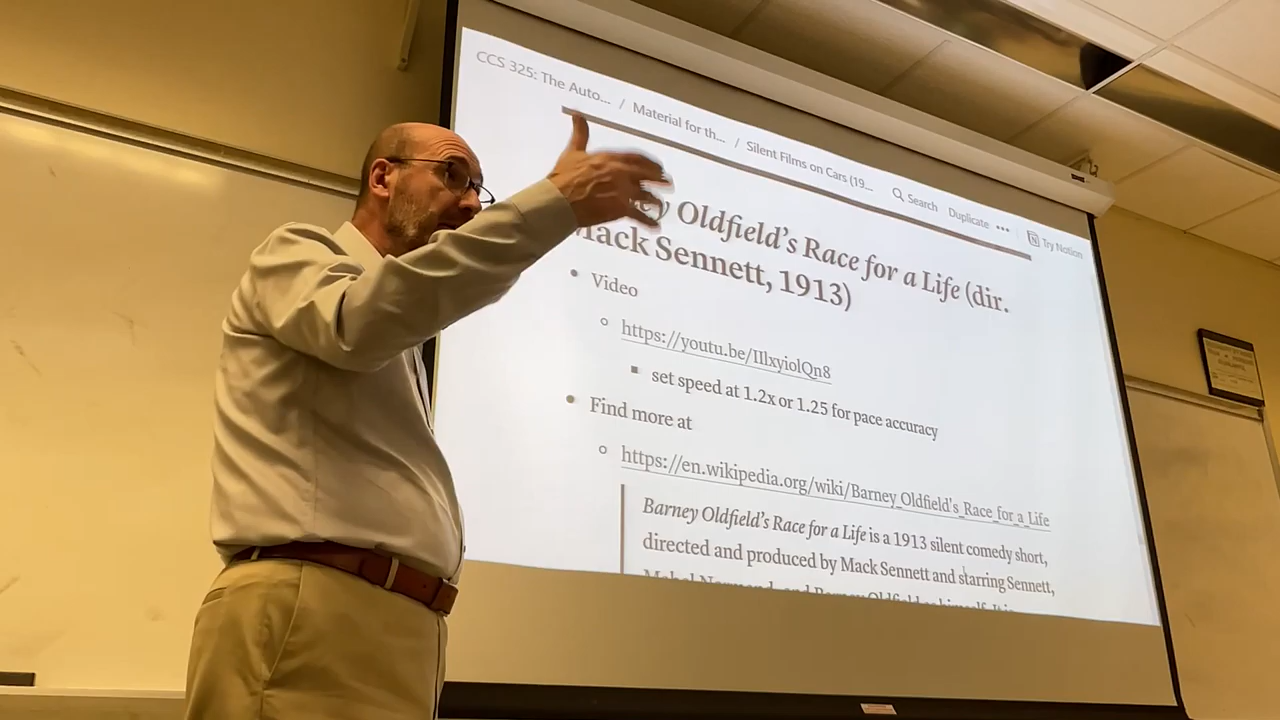 CCS 325: The Auto... / Material for th... / Silent Films on Cars (19... Search Duplicate ••• Try Notion
Oldfield's Race for a Life (dir.
Mack Sennett, 1913)
• Video
◦ https://youtu.be/IIlxyiolQn8
▪ set speed at 1.2x or 1.25 for pace accuracy
• Find more at
◦ https://en.wikipedia.org/wiki/Barney_Oldfield's_Race_for_a_Life
Barney Oldfield's Race for a Life is a 1913 silent comedy short,
directed and produced by Mack Sennett and starring Sennett,